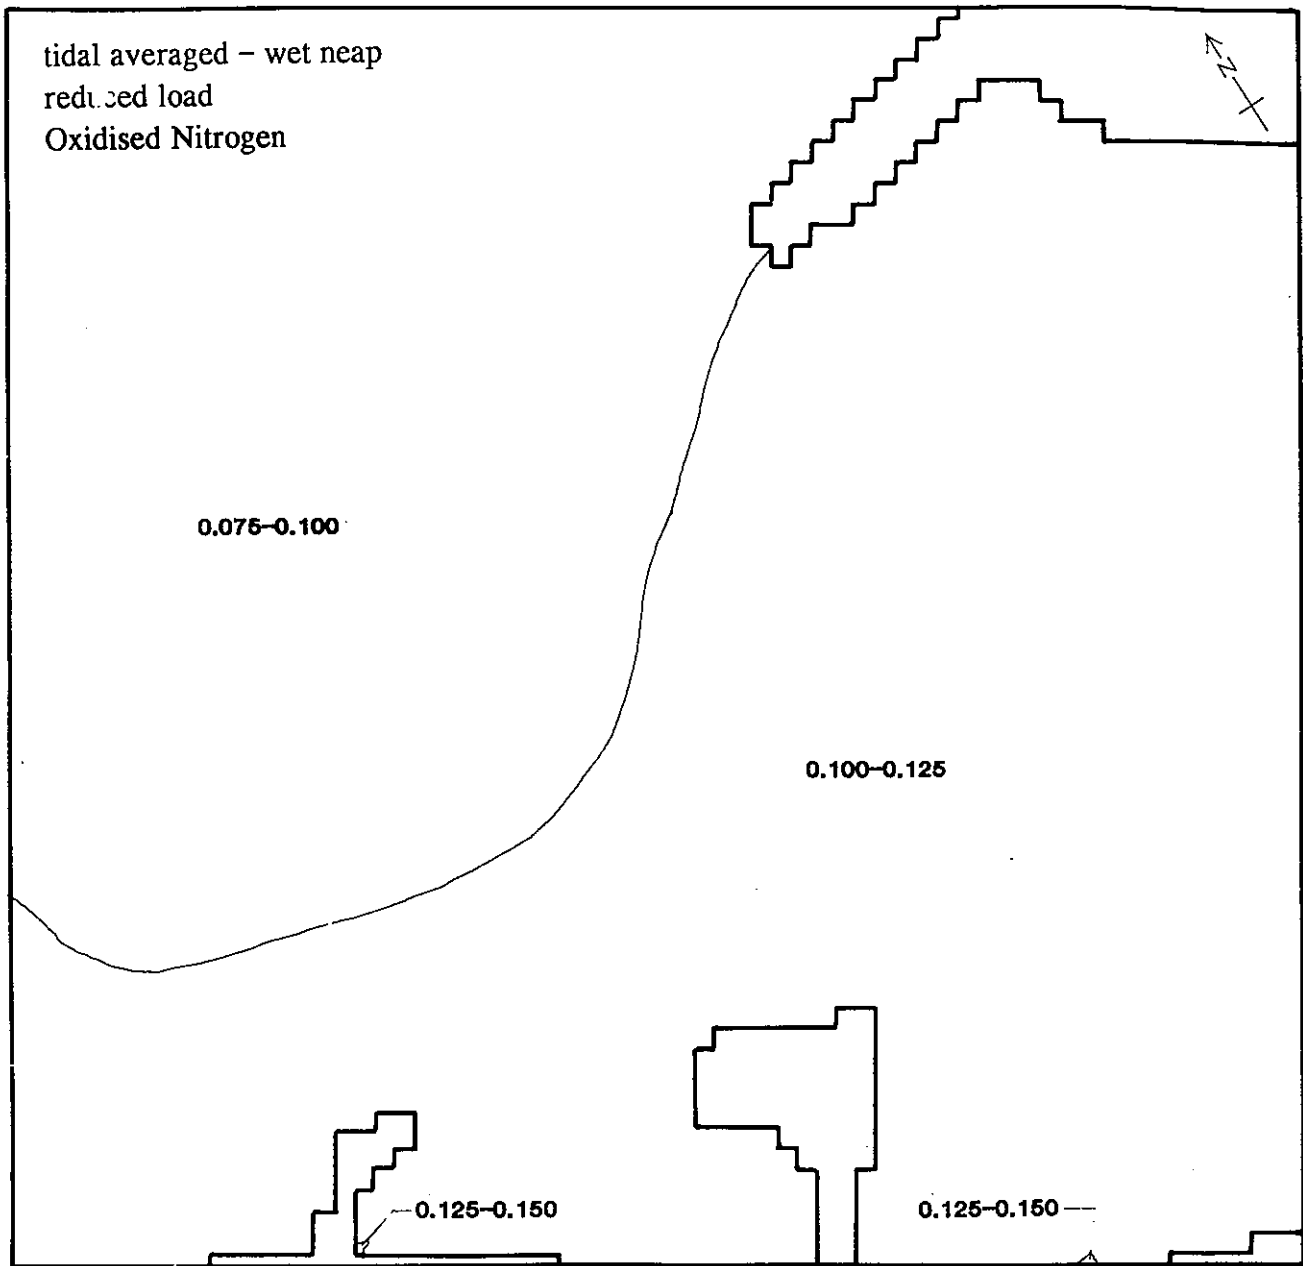 tidal averaged – wet neap
reduced load
Oxidised Nitrogen
N
0.075–0.100
0.100–0.125
0.125–0.150
0.125–0.150